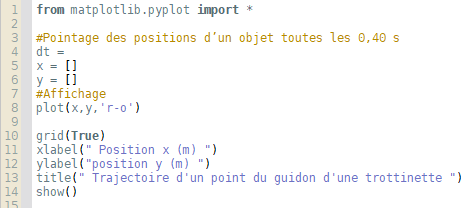 1 from matplotlib.pyplot import *
2
3 #Pointage des positions d’un objet toutes les 0,40 s
4 dt =
5 x = []
6 y = []
7 #Affichage
8 plot(x,y,'r-o')
9
10 grid(True)
11 xlabel(" Position x (m) ")
12 ylabel("position y (m) ")
13 title(" Trajectoire d'un point du guidon d'une trottinette ")
14 show()
15